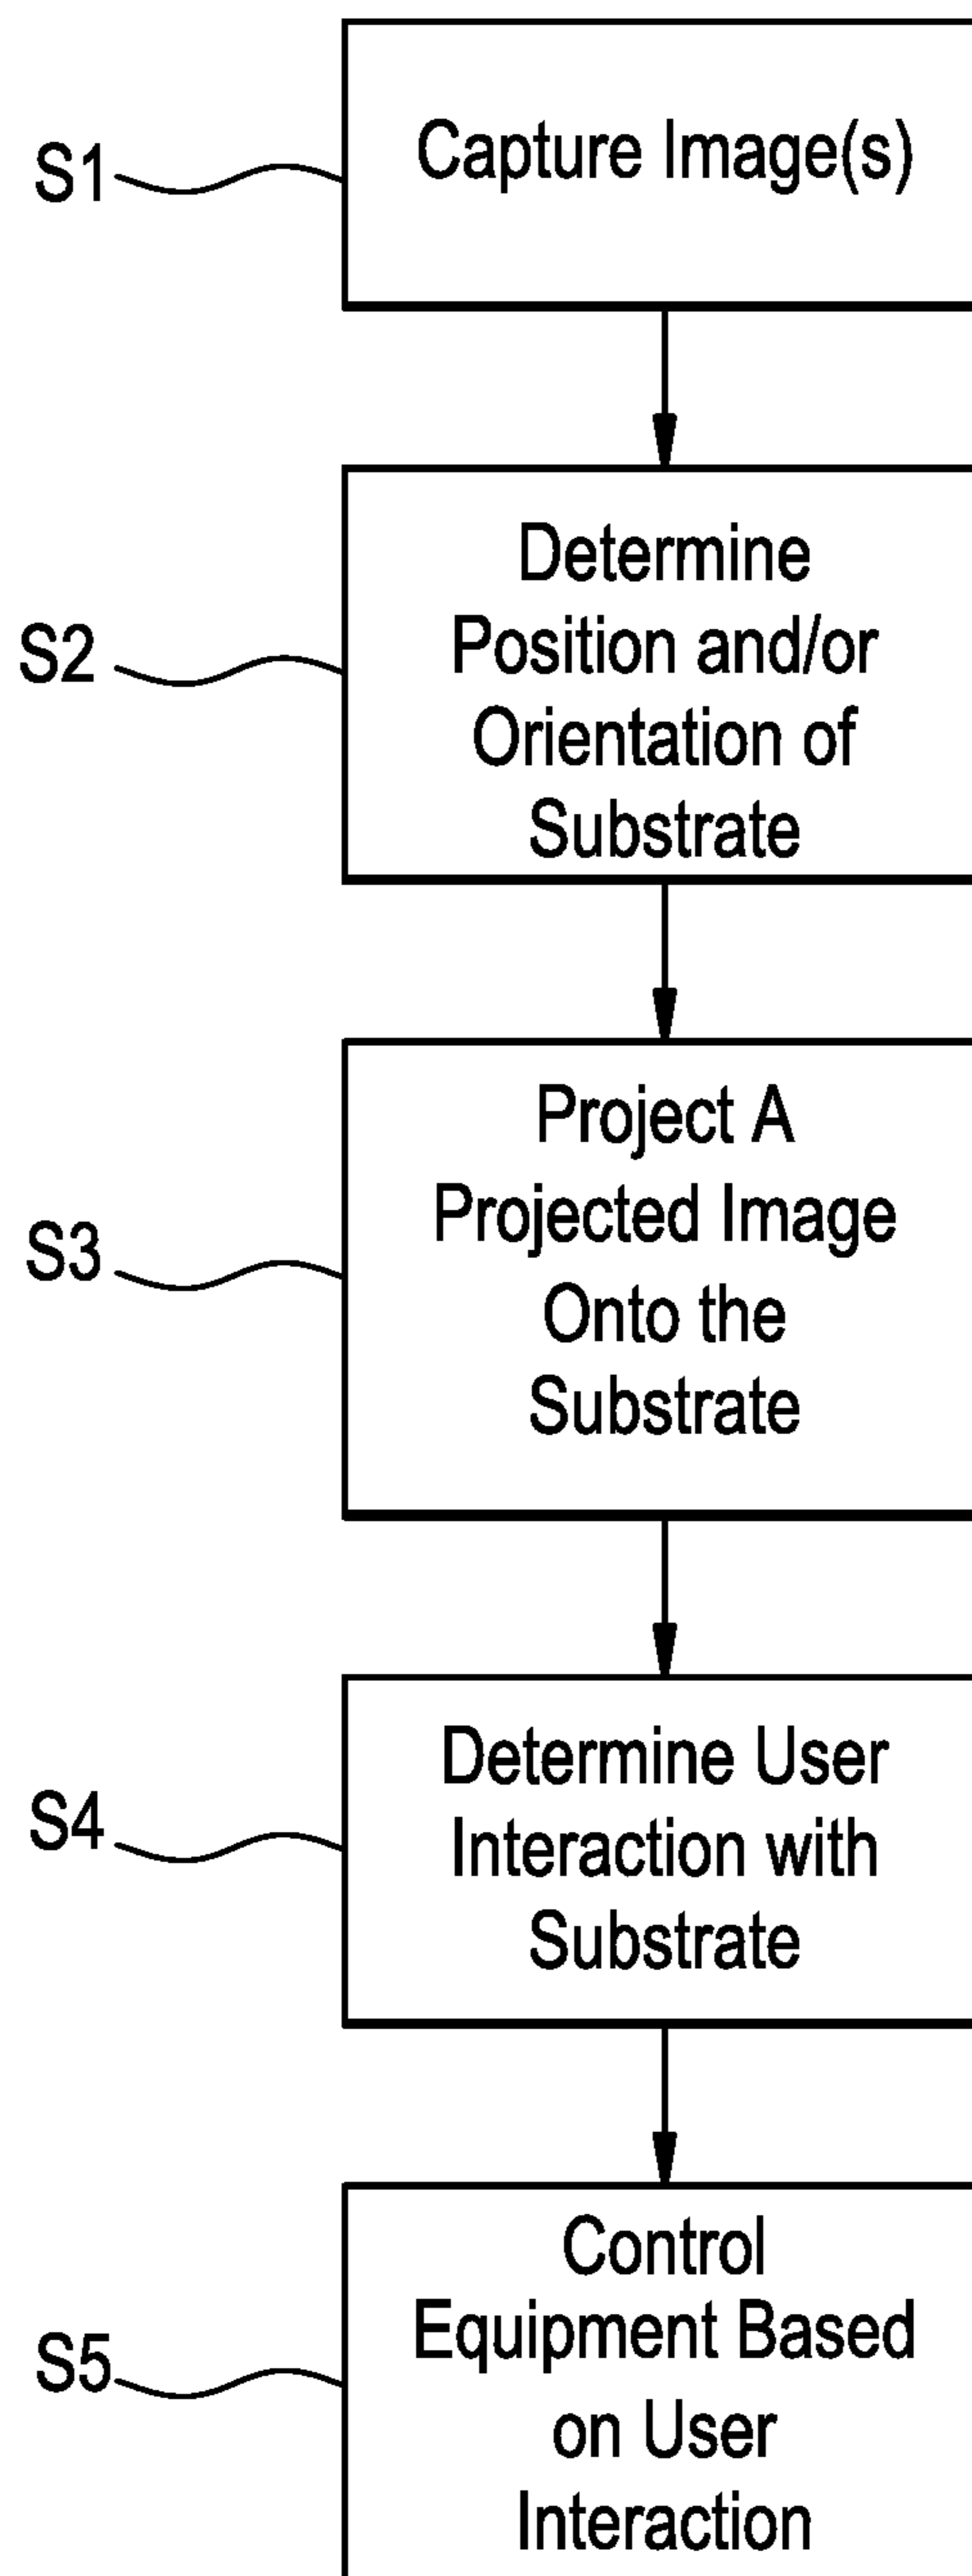 S1
Capture Image(s)
S2
Determine
Position and/or
Orientation of
Substrate
S3
Project A
Projected Image
Onto the
Substrate
S4
Determine User
Interaction with
Substrate
S5
Control
Equipment Based
on User
Interaction